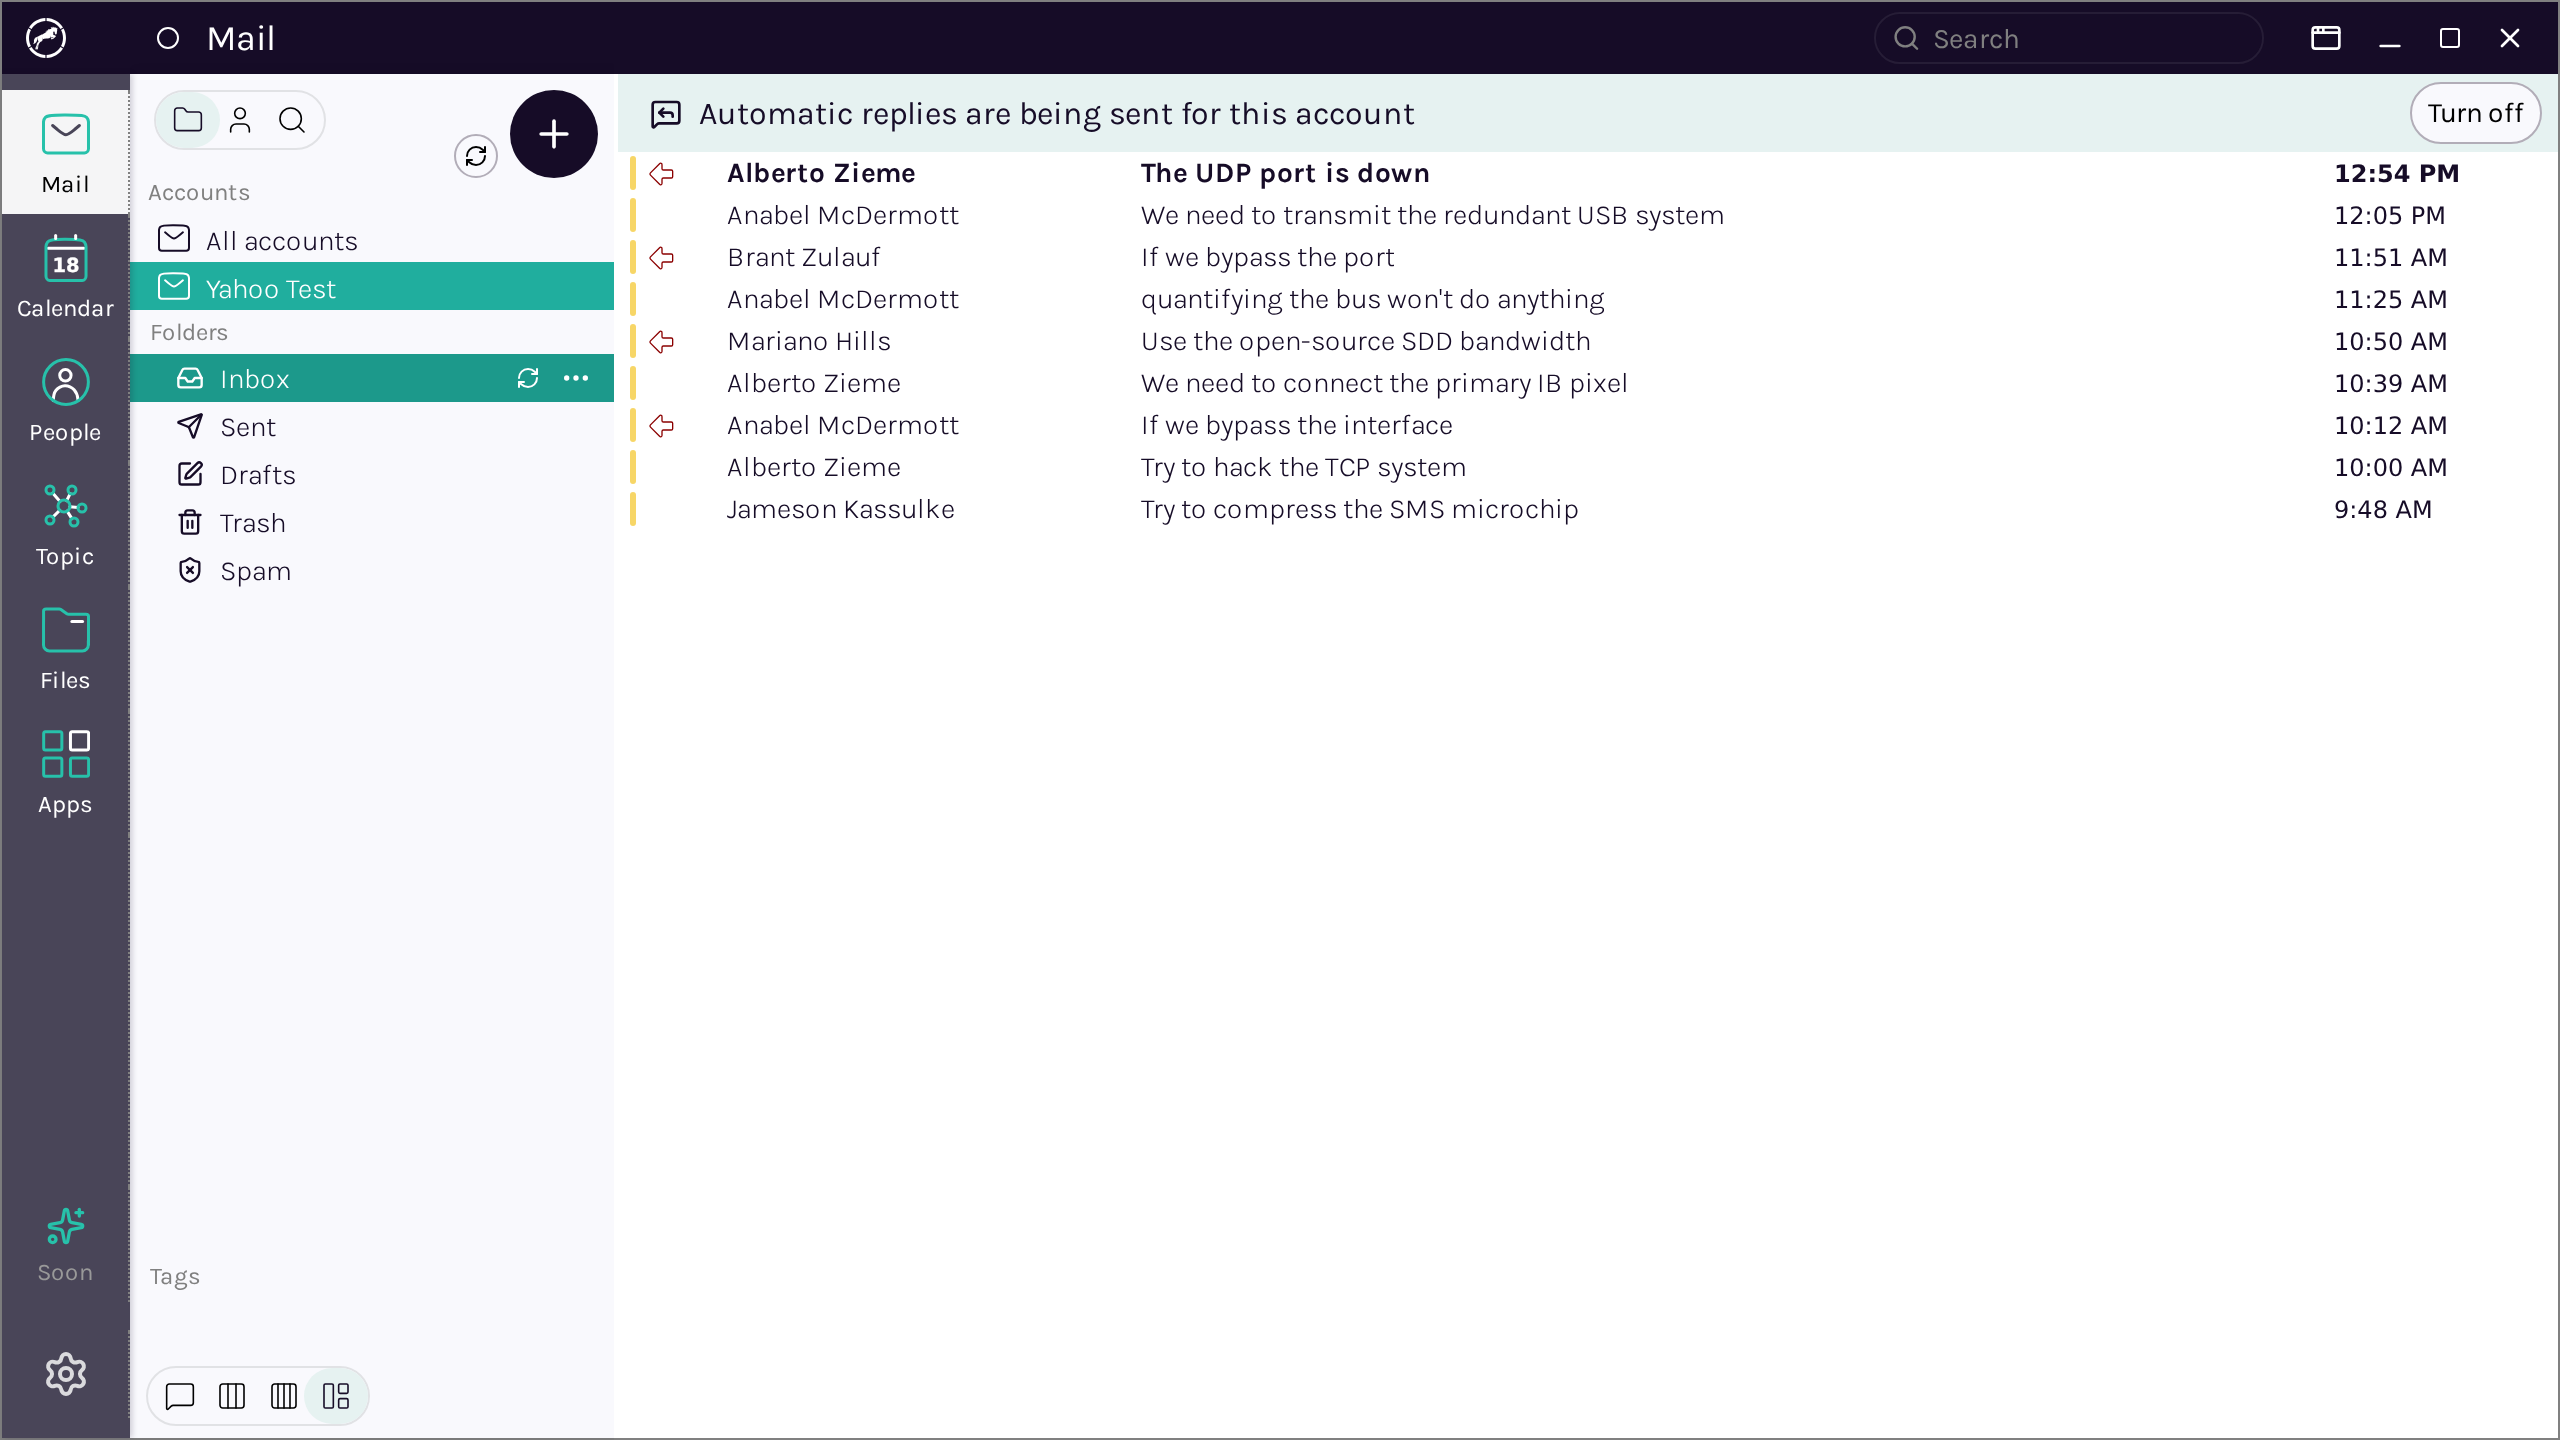 Mail
Search
Mail
18
Calendar
People
Topic
Files
Apps
Soon
Accounts
All accounts
Yahoo Test
Folders
Inbox
Sent
Drafts
Trash
Spam
Tags
Automatic replies are being sent for this account
Turn off
Alberto Zieme The UDP port is down 12:54 PM
Anabel McDermott We need to transmit the redundant USB system 12:05 PM
Brant Zulauf If we bypass the port 11:51 AM
Anabel McDermott quantifying the bus won't do anything 11:25 AM
Mariano Hills Use the open-source SDD bandwidth 10:50 AM
Alberto Zieme We need to connect the primary IB pixel 10:39 AM
Anabel McDermott If we bypass the interface 10:12 AM
Alberto Zieme Try to hack the TCP system 10:00 AM
Jameson Kassulke Try to compress the SMS microchip 9:48 AM